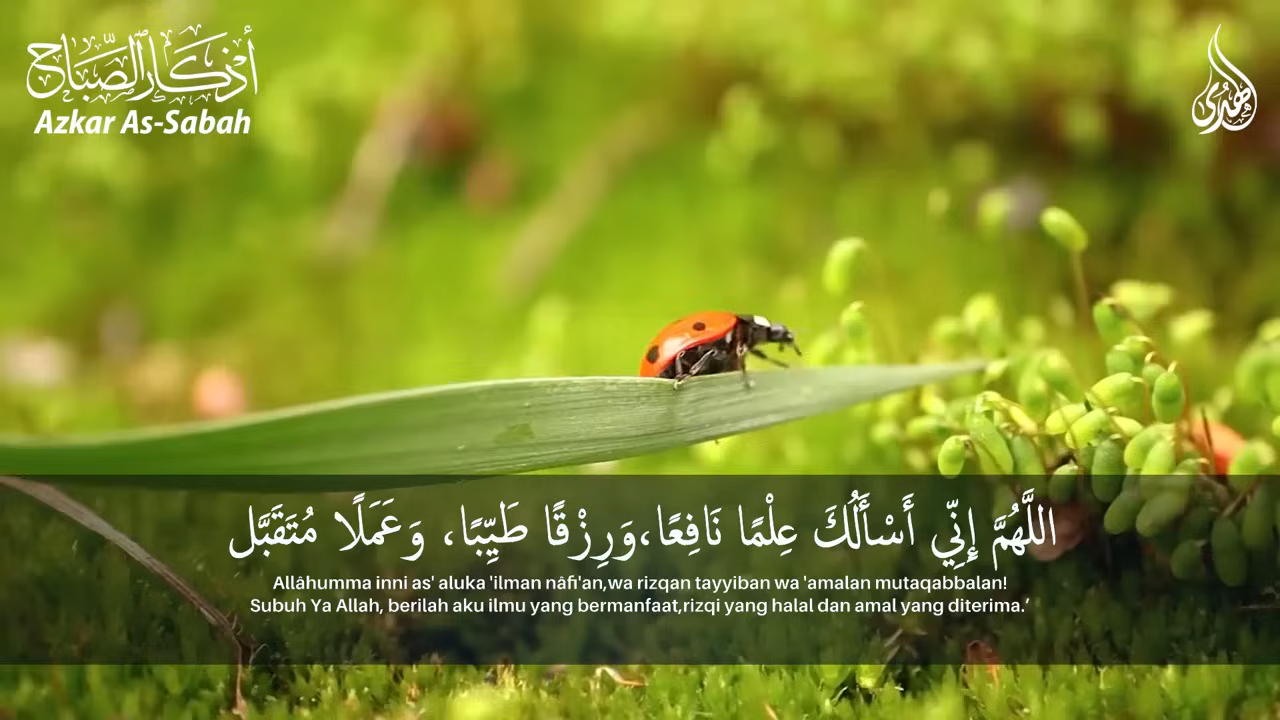 أذكار الصباح
Azkar As-Sabah
الهدى
اللَّهُمَّ إِنِّي أَسْأَلُكَ عِلْمًا نَافِعًا،وَرِزْقًا طَيِّبًا، وَعَمَلًا مُتَقَبَّل
Allâhumma inni as' aluka 'ilman nâfi'an,wa rizqan tayyiban wa 'amalan mutaqabbalan!
Subuh Ya Allah, berilah aku ilmu yang bermanfaat,rizqi yang halal dan amal yang diterima.’